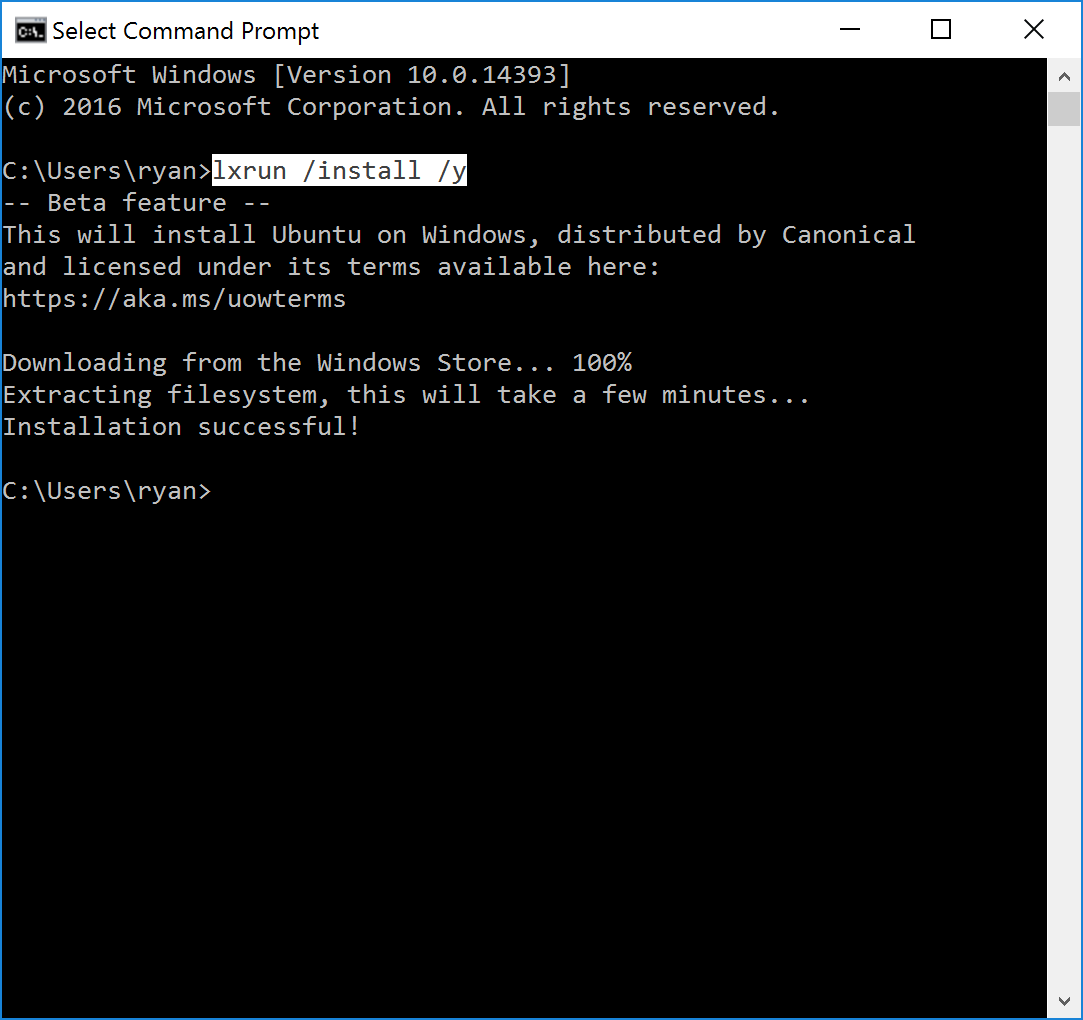 Select Command Prompt
Microsoft Windows [Version 10.0.14393]
(c) 2016 Microsoft Corporation. All rights reserved.
C:\Users\ryan>lxrun /install /y
-- Beta feature --
This will install Ubuntu on Windows, distributed by Canonical
and licensed under its terms available here:
https://aka.ms/uowterms
Downloading from the Windows Store... 100%
Extracting filesystem, this will take a few minutes...
Installation successful!
C:\Users\ryan>